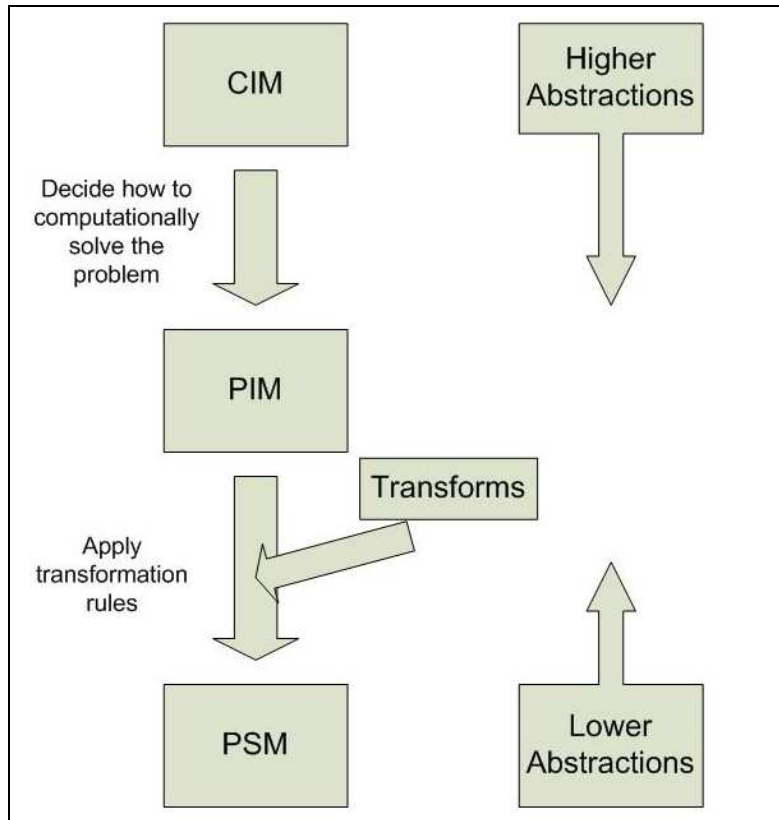 CIM
Higher
Abstractions
Decide how to
computationally
solve the
problem
PIM
Transforms
Apply
transformation
rules
PSM
Lower
Abstractions